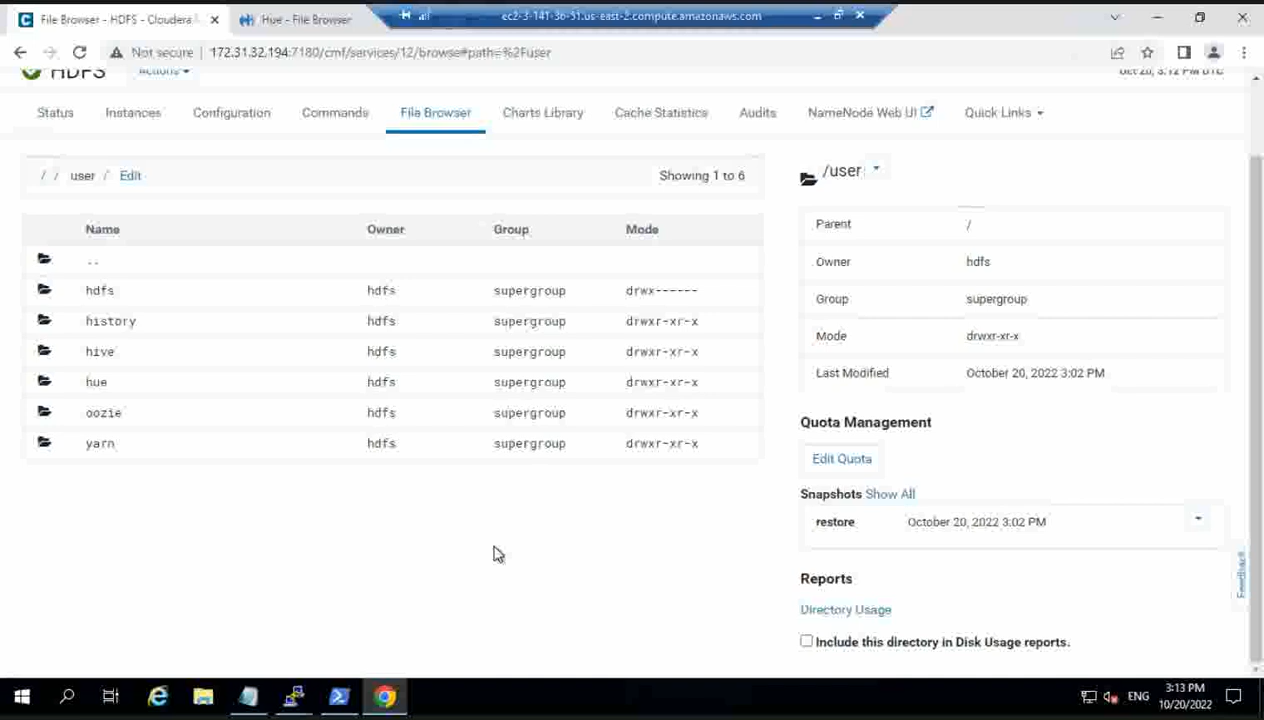 File Browser - HDFS - Cloudera
Hue - File Browser
ec2-3-141-36-51.us-east-2.compute.amazonaws.com
Not secure | 172.31.32.194:7180/cmf/services/12/browse#path=%2Fuser
HDFS Actions
Oct 20, 3:12 PM UTC
Status Instances Configuration Commands File Browser Charts Library Cache Statistics Audits NameNode Web UI Quick Links
/ / user / Edit
Showing 1 to 6
Name Owner Group Mode
..
hdfs hdfs supergroup drwx------
history hdfs supergroup drwxr-xr-x
hive hdfs supergroup drwxr-xr-x
hue hdfs supergroup drwxr-xr-x
oozie hdfs supergroup drwxr-xr-x
yarn hdfs supergroup drwxr-xr-x
/user
Parent /
Owner hdfs
Group supergroup
Mode drwxr-xr-x
Last Modified October 20, 2022 3:02 PM
Quota Management
Edit Quota
Snapshots Show All
restore October 20, 2022 3:02 PM
Reports
Directory Usage
Include this directory in Disk Usage reports.
Feedback
ENG
3:13 PM
10/20/2022